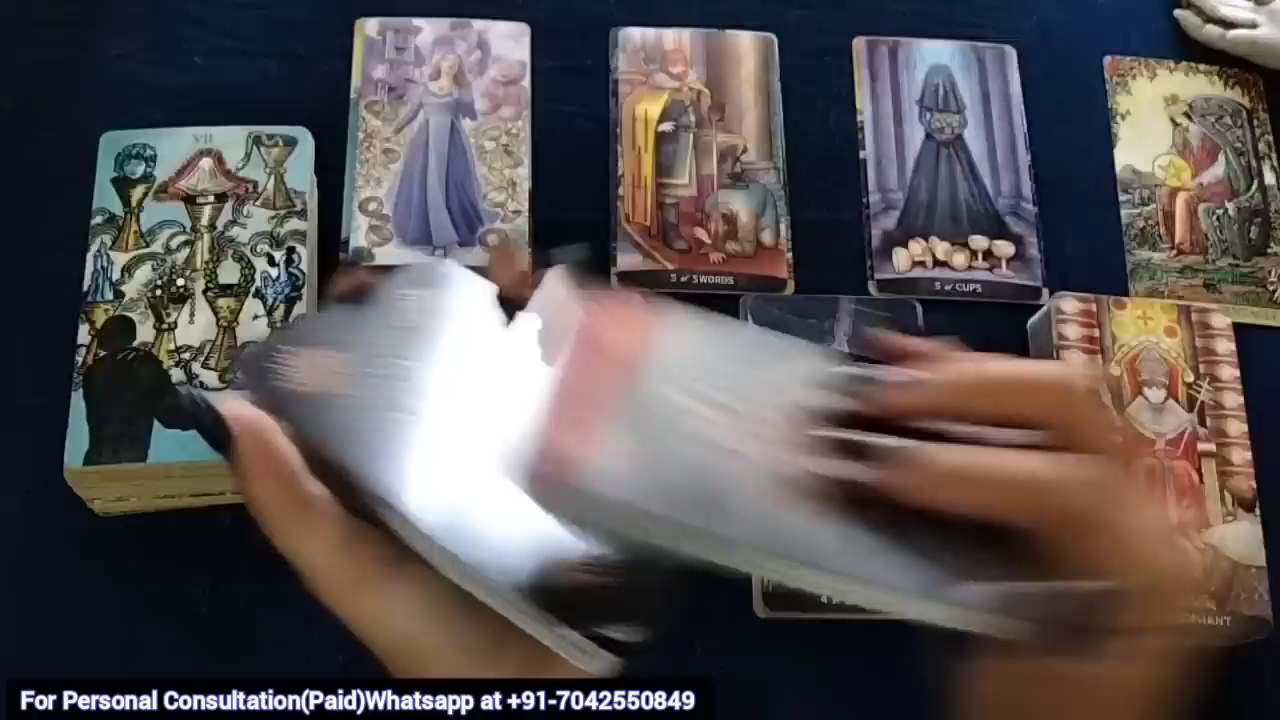 VII
5 of SWORDS
5 of CUPS
For Personal Consultation(Paid)Whatsapp at +91-7042550849